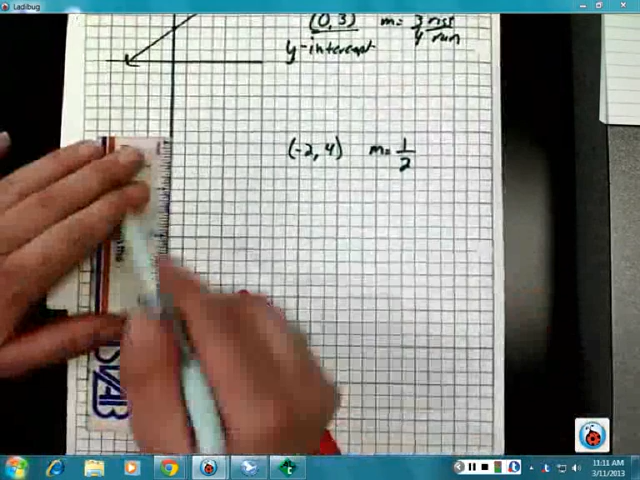 Ladibug
(0,3) m= 3 rise
4 run
y-intercept
(-2, 4) m= 1
2
11:11 AM
3/11/2013